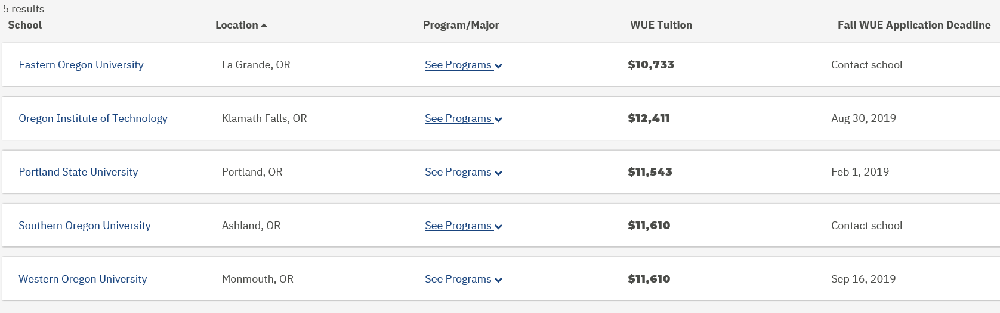 5 results
School Location Program/Major WUE Tuition Fall WUE Application Deadline
Eastern Oregon University La Grande, OR See Programs $10,733 Contact school
Oregon Institute of Technology Klamath Falls, OR See Programs $12,411 Aug 30, 2019
Portland State University Portland, OR See Programs $11,543 Feb 1, 2019
Southern Oregon University Ashland, OR See Programs $11,610 Contact school
Western Oregon University Monmouth, OR See Programs $11,610 Sep 16, 2019